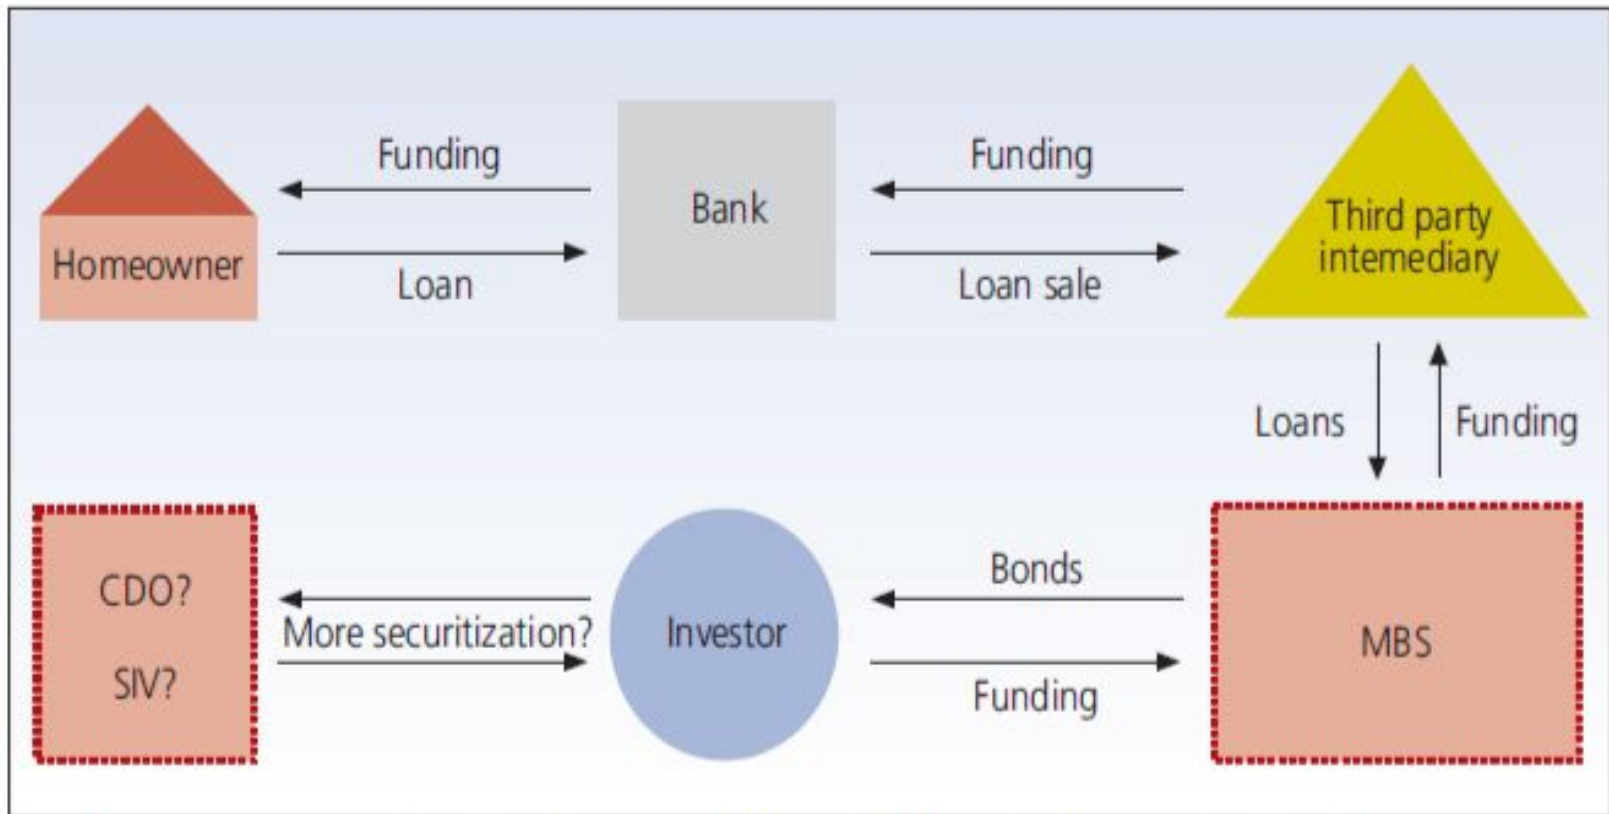 Funding
Funding
Bank
Third party
intemediary
Homeowner
Loan
Loan sale
Loans
Funding
CDO?
Bonds
More securitization?
Investor
MBS
SIV?
Funding